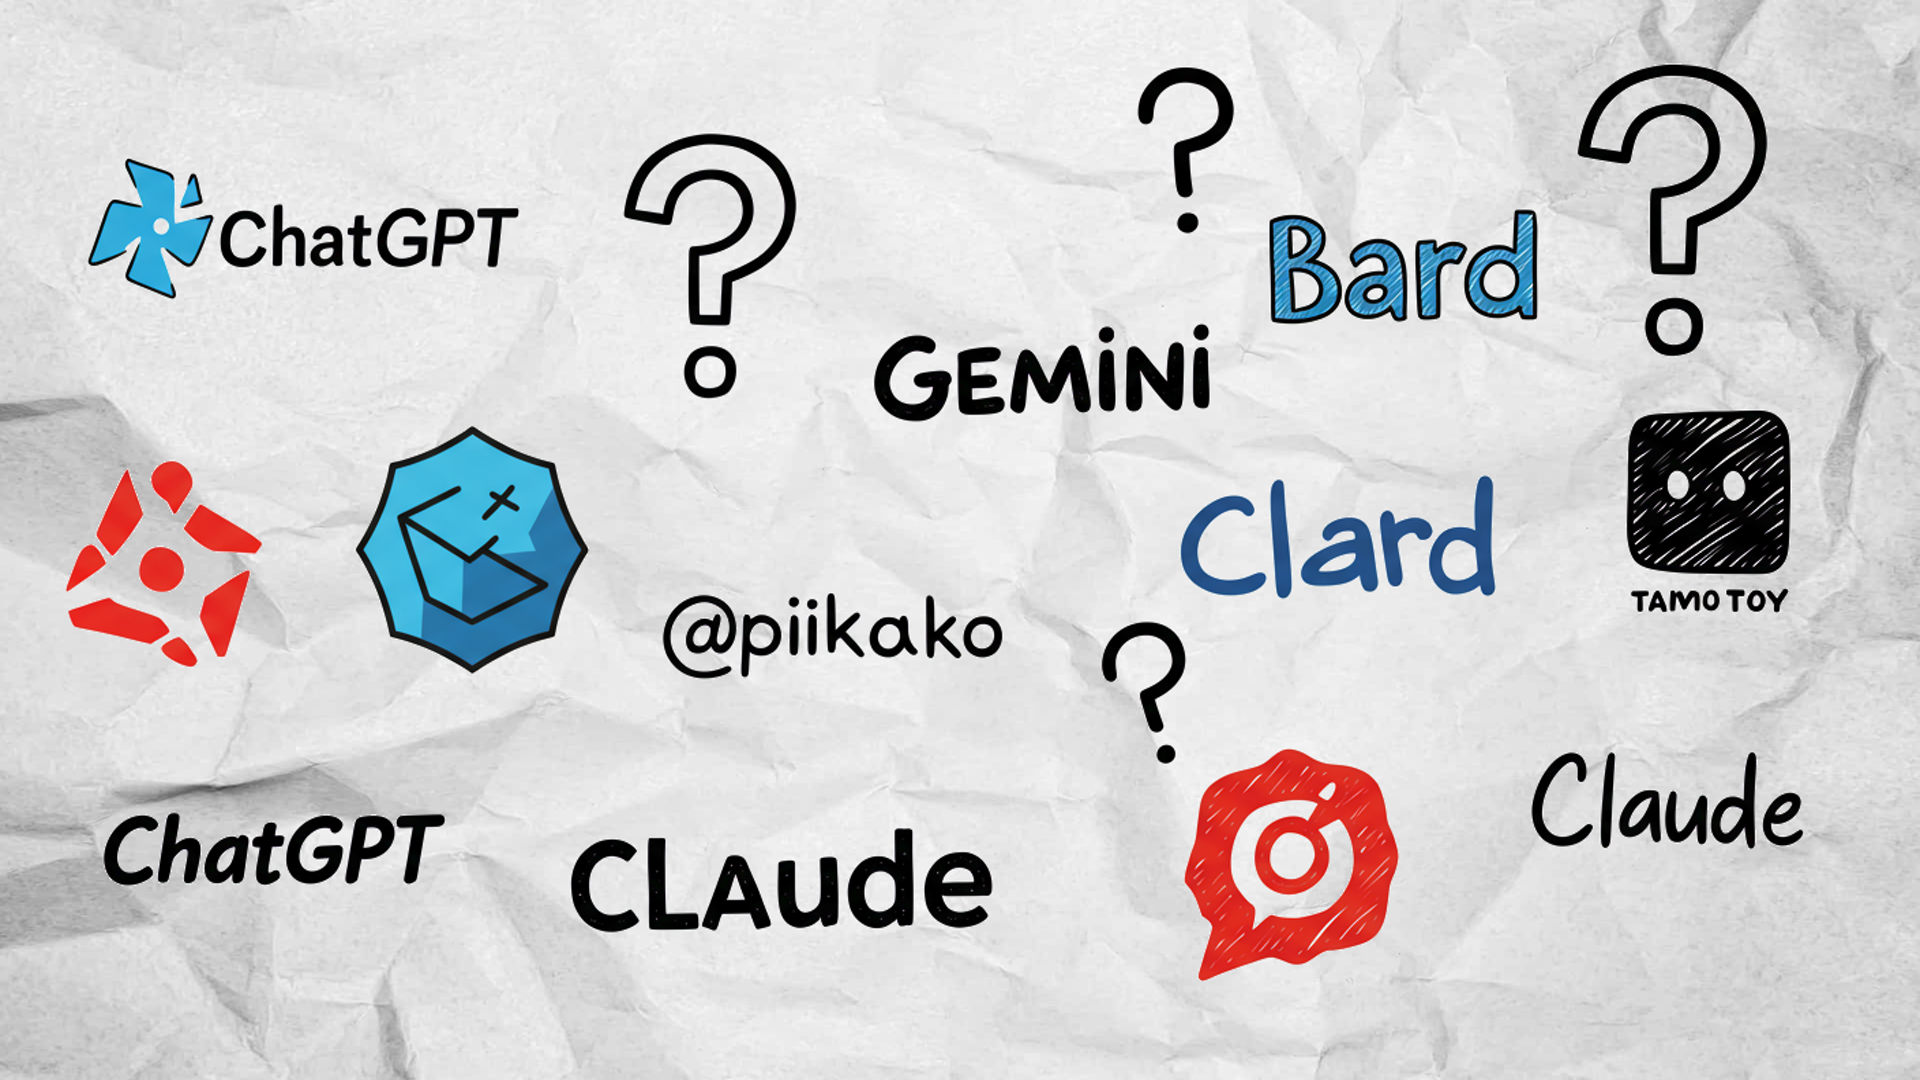 ?
?
?
ChatGPT
Bard
GEMiNi
Clard
TAMO TOY
@piikako
?
Claude
ChatGPT
CLAude